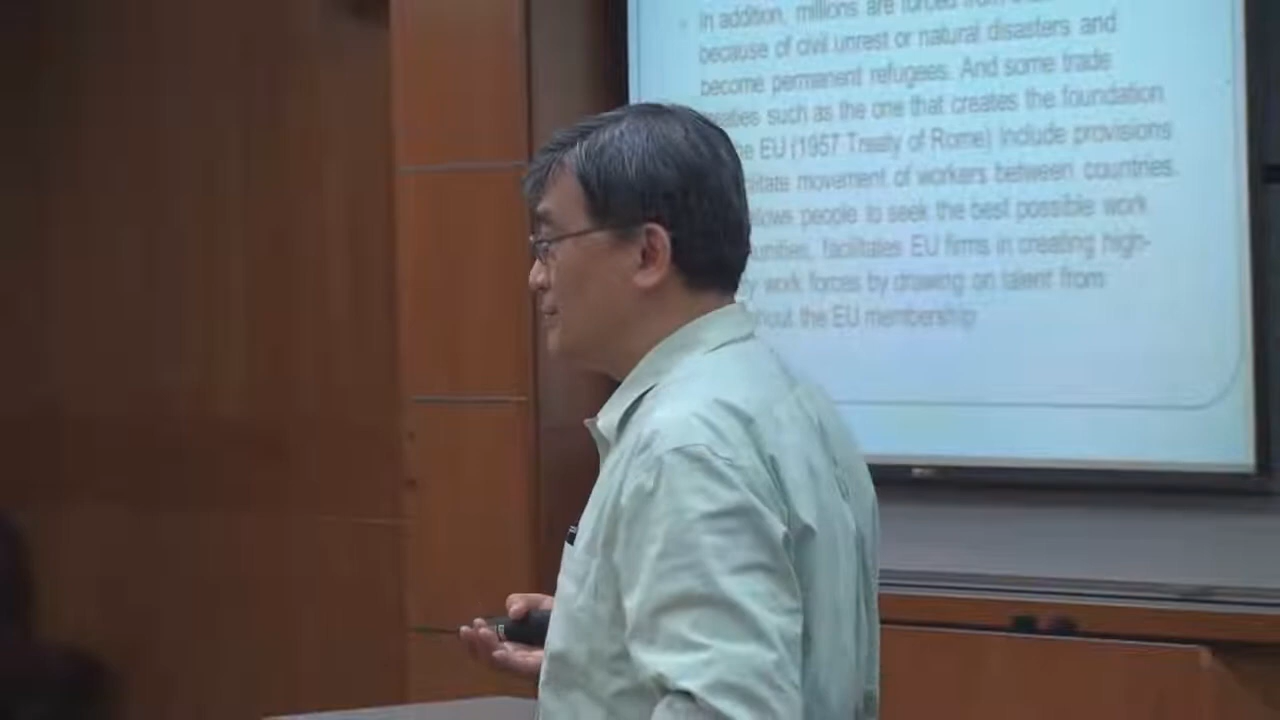 In addition, millions are forced from
because of civil unrest or natural disasters and
become permanent refugees. And some trade
such as the one that creates the foundation
EU (1957 Treaty of Rome) include provisions
movement of workers between countries.
people to seek the best possible work
facilitates EU firms in creating high-
work forces by drawing on talent from
the EU membership